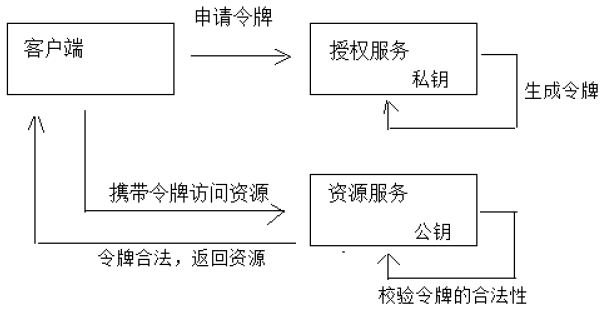 申请令牌
客户端
授权服务
私钥
生成令牌
携带令牌访问资源
资源服务
公钥
令牌合法，返回资源
校验令牌的合法性